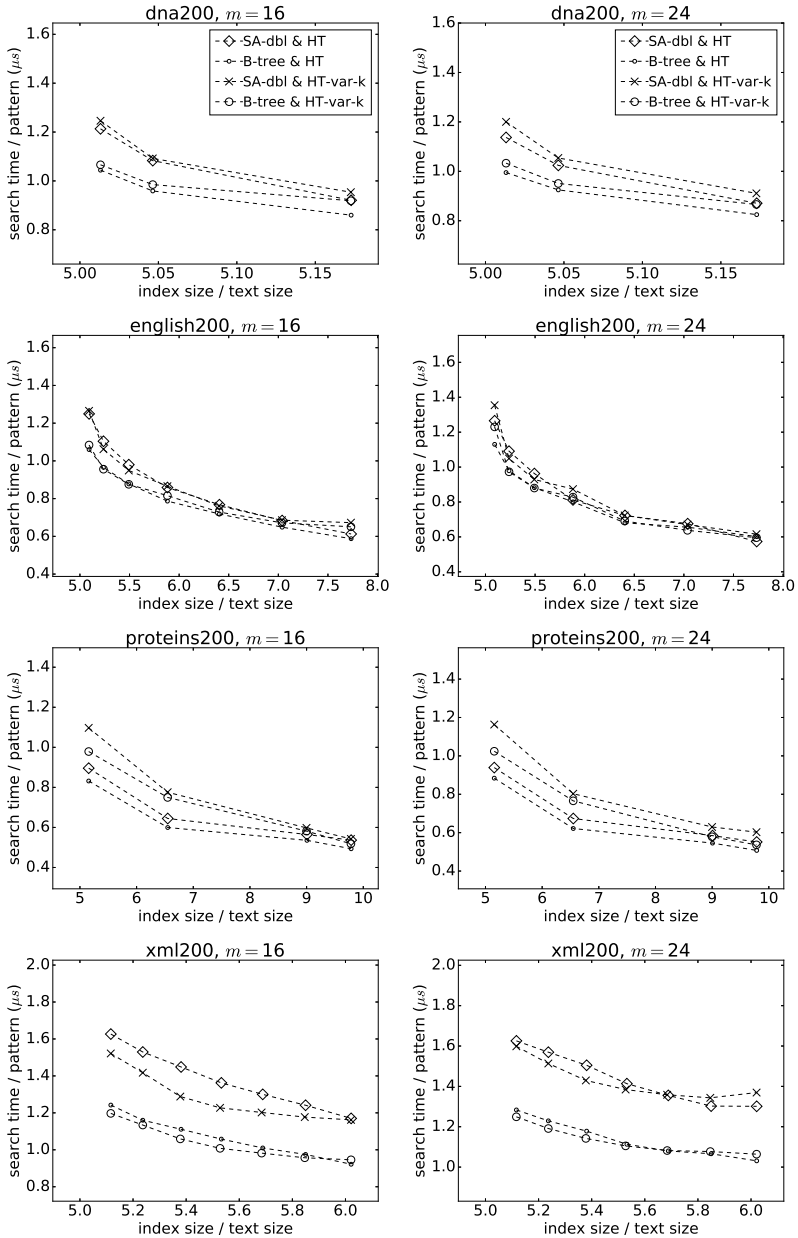 dna200, m = 16
1.6
1.4
1.2
1.0
0.8
search time / pattern (μs)
SA-dbl & HT
B-tree & HT
SA-dbl & HT-var-k
B-tree & HT-var-k
5.00 5.05 5.10 5.15
index size / text size
dna200, m = 24
1.6
1.4
1.2
1.0
0.8
search time / pattern (μs)
SA-dbl & HT
B-tree & HT
SA-dbl & HT-var-k
B-tree & HT-var-k
5.00 5.05 5.10 5.15
index size / text size
english200, m = 16
1.6
1.4
1.2
1.0
0.8
0.6
0.4
search time / pattern (μs)
5.0 5.5 6.0 6.5 7.0 7.5 8.0
index size / text size
english200, m = 24
1.6
1.4
1.2
1.0
0.8
0.6
0.4
search time / pattern (μs)
5.0 5.5 6.0 6.5 7.0 7.5 8.0
index size / text size
proteins200, m = 16
1.4
1.2
1.0
0.8
0.6
0.4
search time / pattern (μs)
5 6 7 8 9 10
index size / text size
proteins200, m = 24
1.4
1.2
1.0
0.8
0.6
0.4
search time / pattern (μs)
5 6 7 8 9 10
index size / text size
xml200, m = 16
2.0
1.8
1.6
1.4
1.2
1.0
0.8
search time / pattern (μs)
5.0 5.2 5.4 5.6 5.8 6.0
index size / text size
xml200, m = 24
2.0
1.8
1.6
1.4
1.2
1.0
search time / pattern (μs)
5.0 5.2 5.4 5.6 5.8 6.0
index size / text size